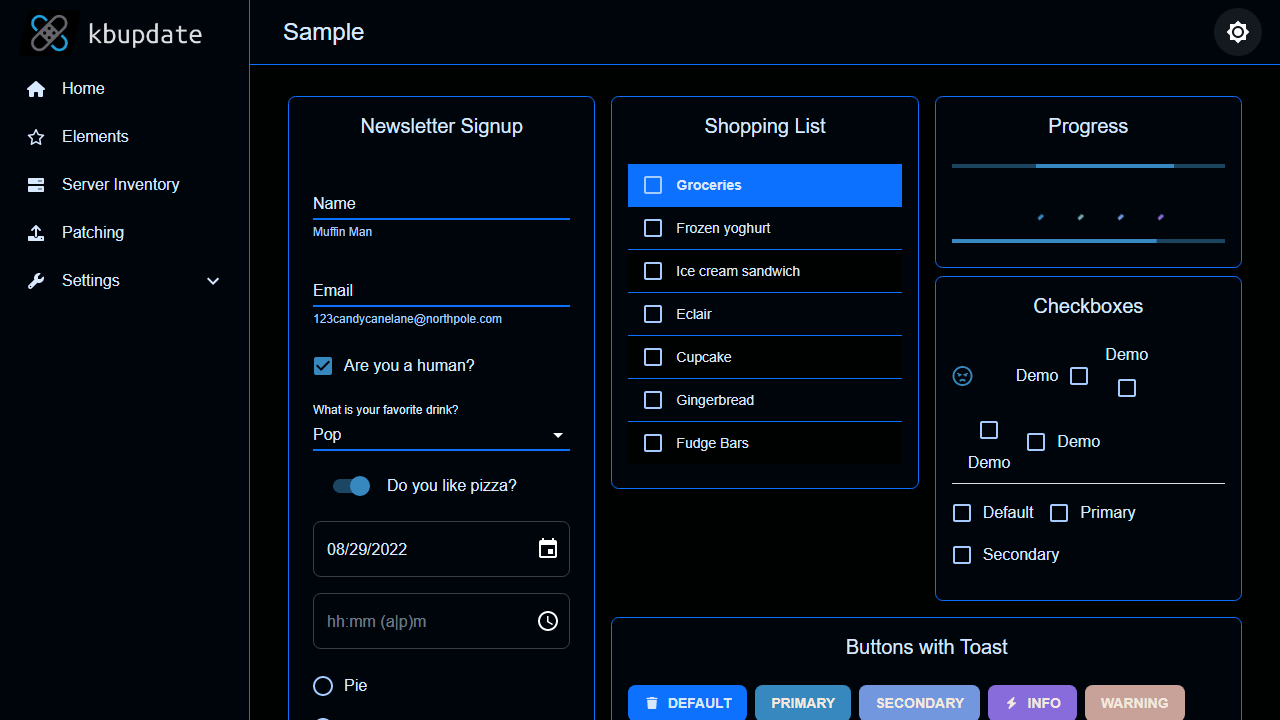 kbupdate
Home
Elements
Server Inventory
Patching
Settings
Sample
Newsletter Signup
Name
Muffin Man
Email
123candycanelane@northpole.com
Are you a human?
What is your favorite drink?
Pop
Do you like pizza?
08/29/2022
hh:mm (a|p)m
Pie
Shopping List
Groceries
Frozen yoghurt
Ice cream sandwich
Eclair
Cupcake
Gingerbread
Fudge Bars
Progress
Checkboxes
Demo
Demo
Demo
Demo
Default
Primary
Secondary
Buttons with Toast
DEFAULT
PRIMARY
SECONDARY
INFO
WARNING